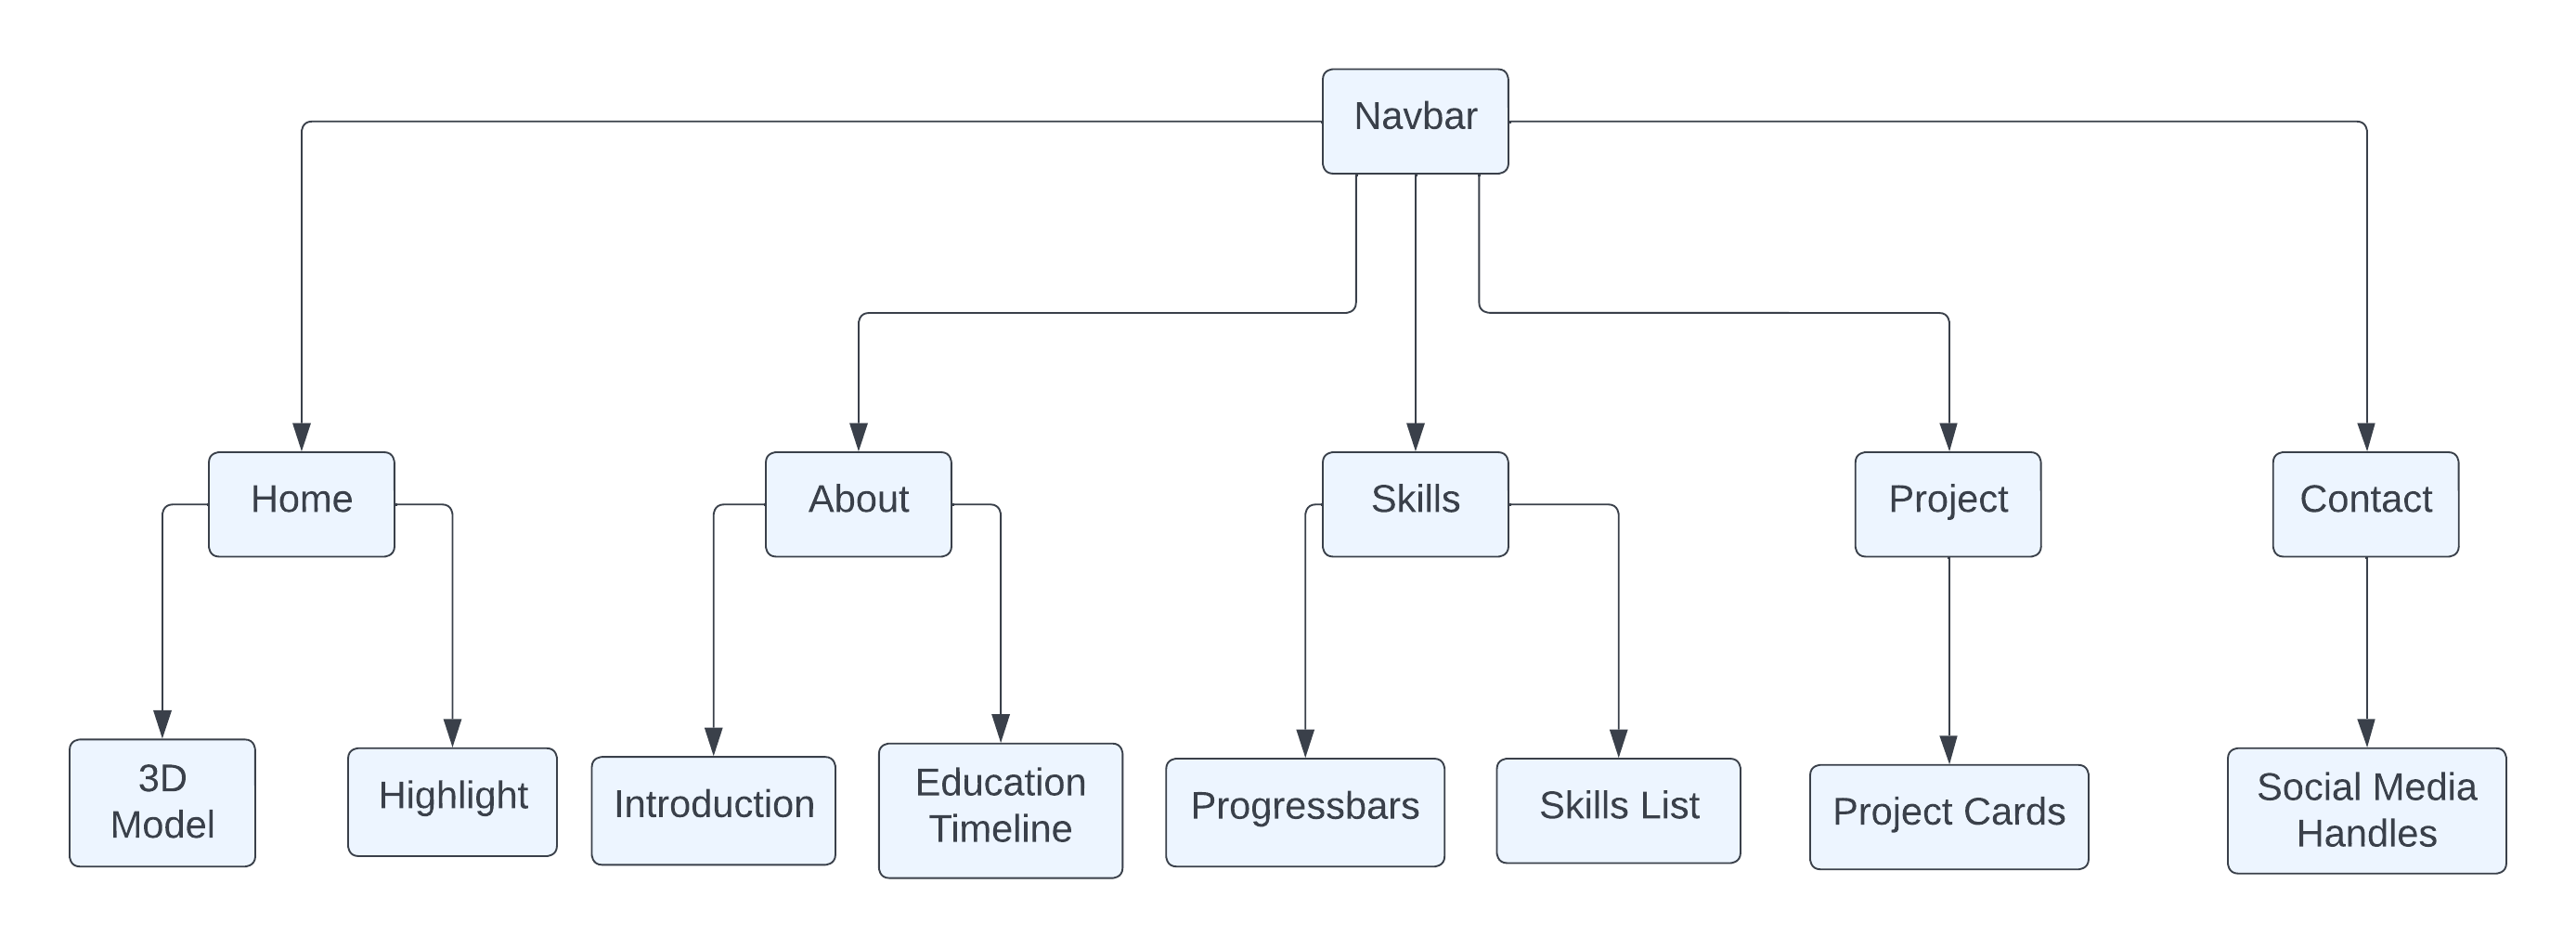 Navbar
Home
About
Skills
Project
Contact
3D
Model
Highlight
Introduction
Education
Timeline
Progressbars
Skills List
Project Cards
Social Media
Handles